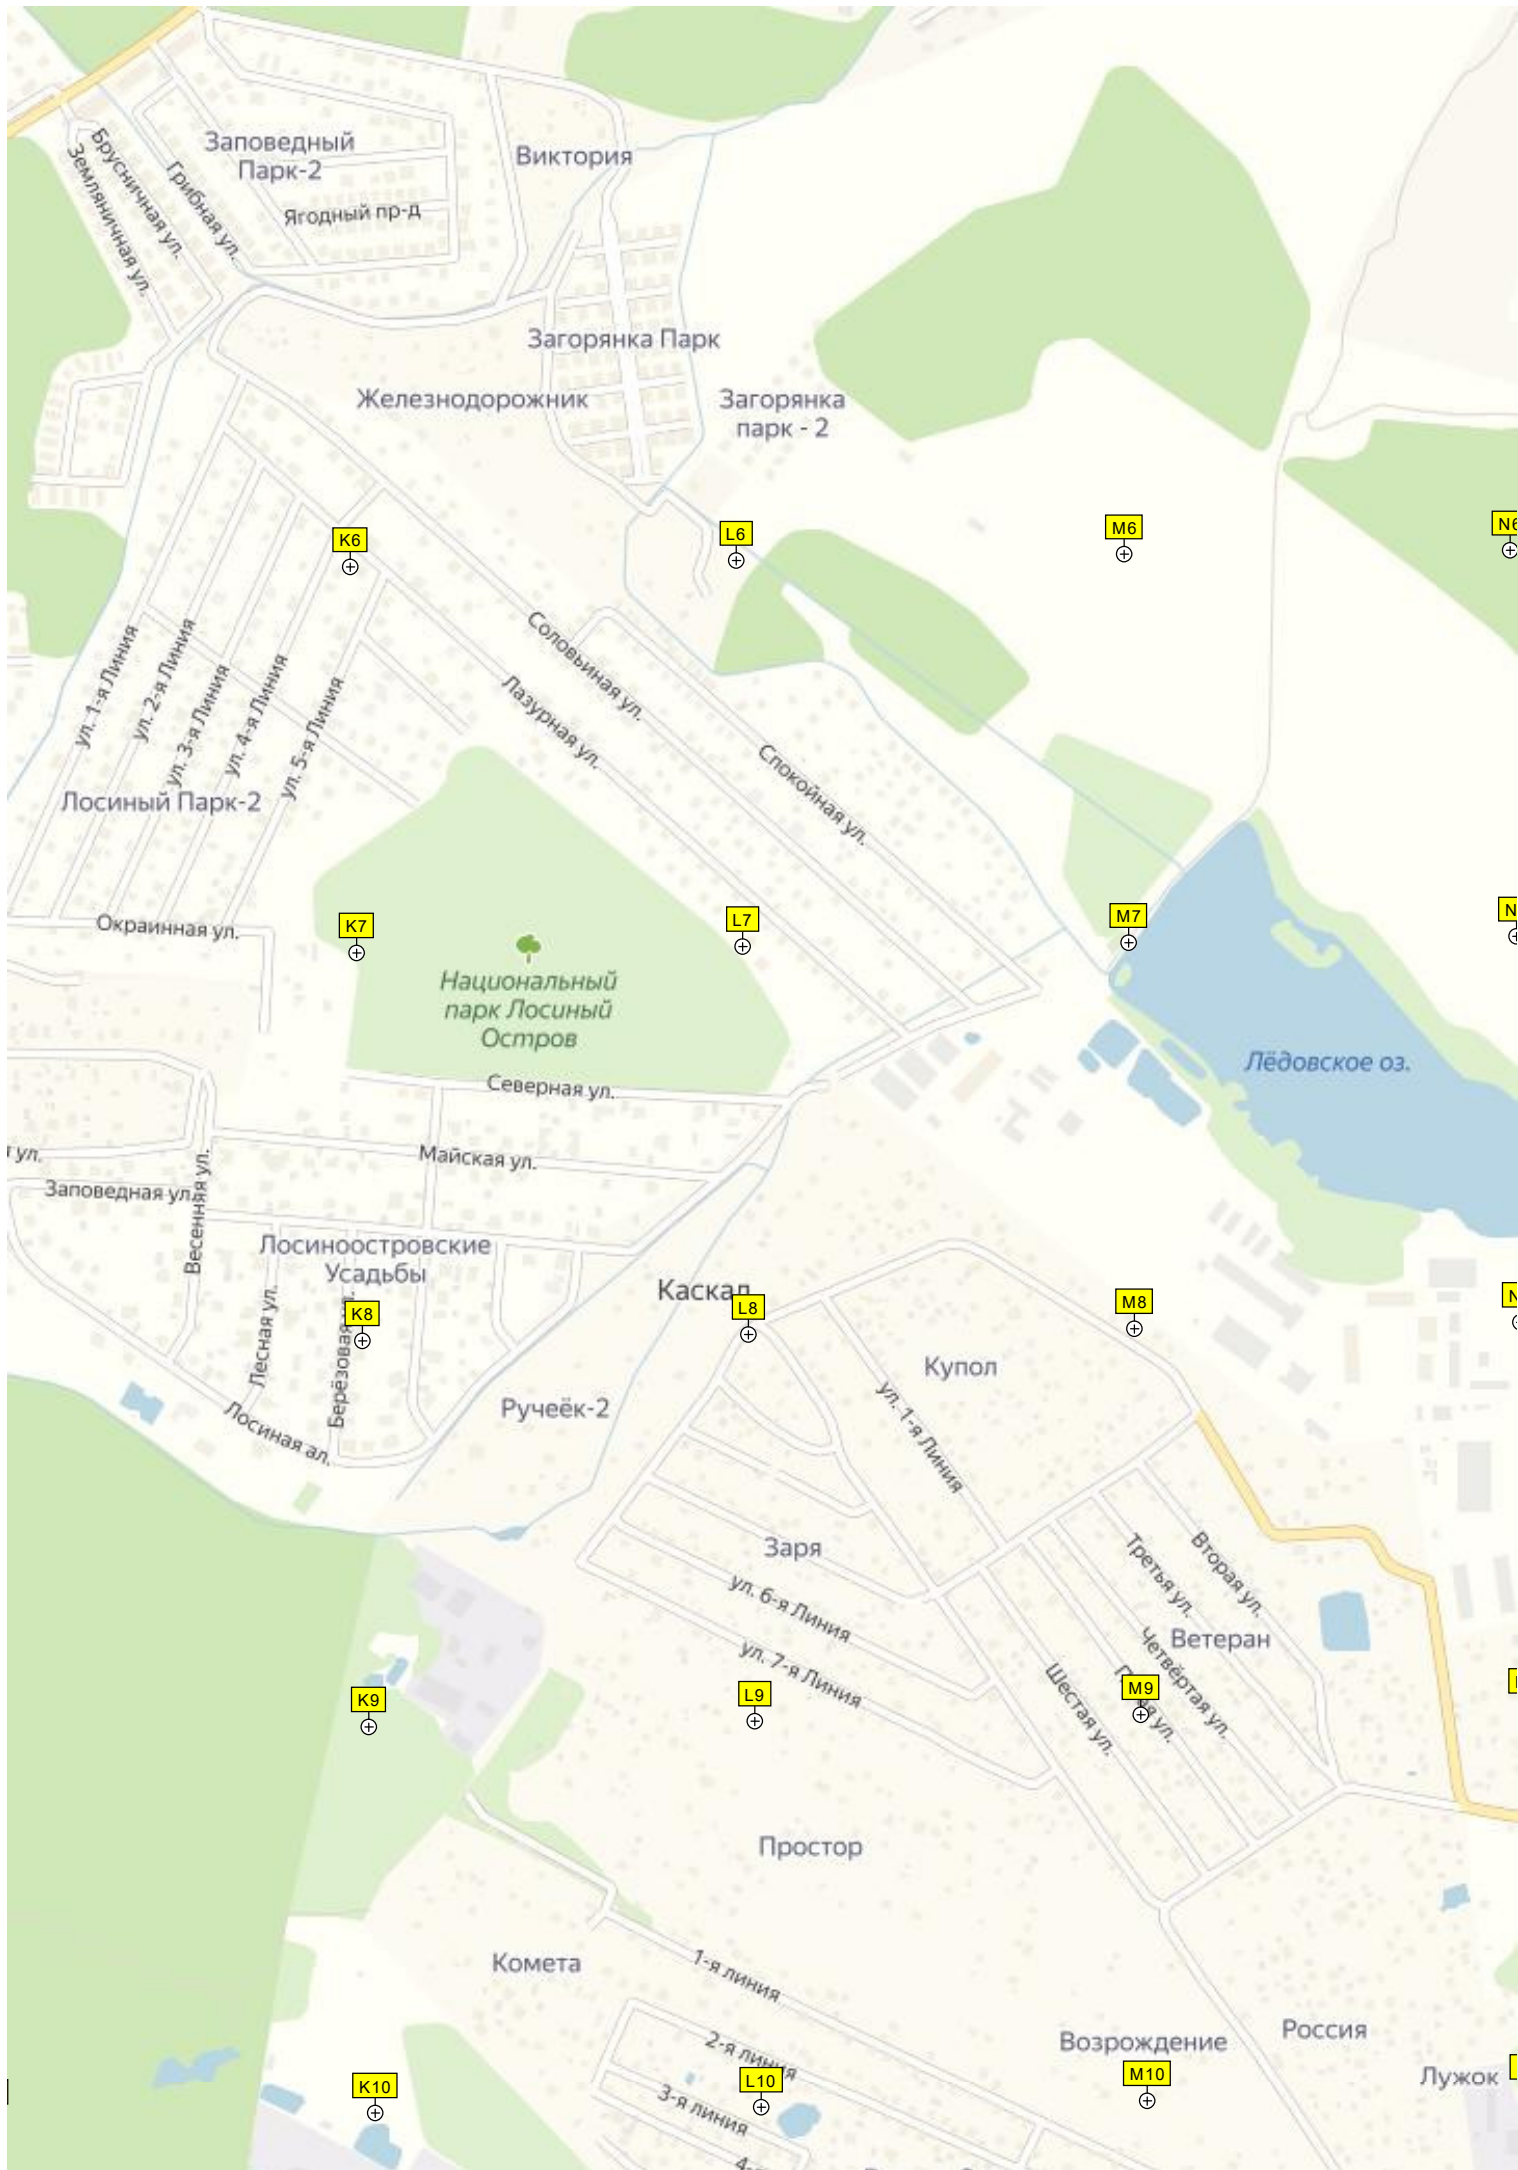 Заповедный
Парк-2
Виктория
Брусничная ул.
Земляничная ул.
Грибная ул.
Ягодный пр-д
Загорянка Парк
Железнодорожник
Загорянка
парк - 2
K6
L6
M6
N6
Соловьиная ул.
Лазурная ул.
Спокойная ул.
ул. 1-я Линия
ул. 2-я Линия
ул. 3-я Линия
ул. 4-я Линия
ул. 5-я Линия
Лосиный Парк-2
Окраинная ул.
K7
L7
M7
N
Национальный
парк Лосиный
Остров
Лёдовское оз.
Северная ул.
Майская ул.
ул.
Заповедная ул.
Весенняя ул.
Лосиноостровские
Усадьбы
Каскад
K8
L8
M8
N
Лесная ул.
Берёзовая ул.
Лосиная ал.
Ручеёк-2
Купол
ул. 1-я Линия
Заря
ул. 6-я Линия
ул. 7-я Линия
Вторая ул.
Третья ул.
Четвёртая ул.
Ветеран
Шестая ул.
ул.
K9
L9
M9
Простор
Комета
1-я линия
2-я линия
3-я линия
4-
Возрождение
Россия
Лужок
K10
L10
M10